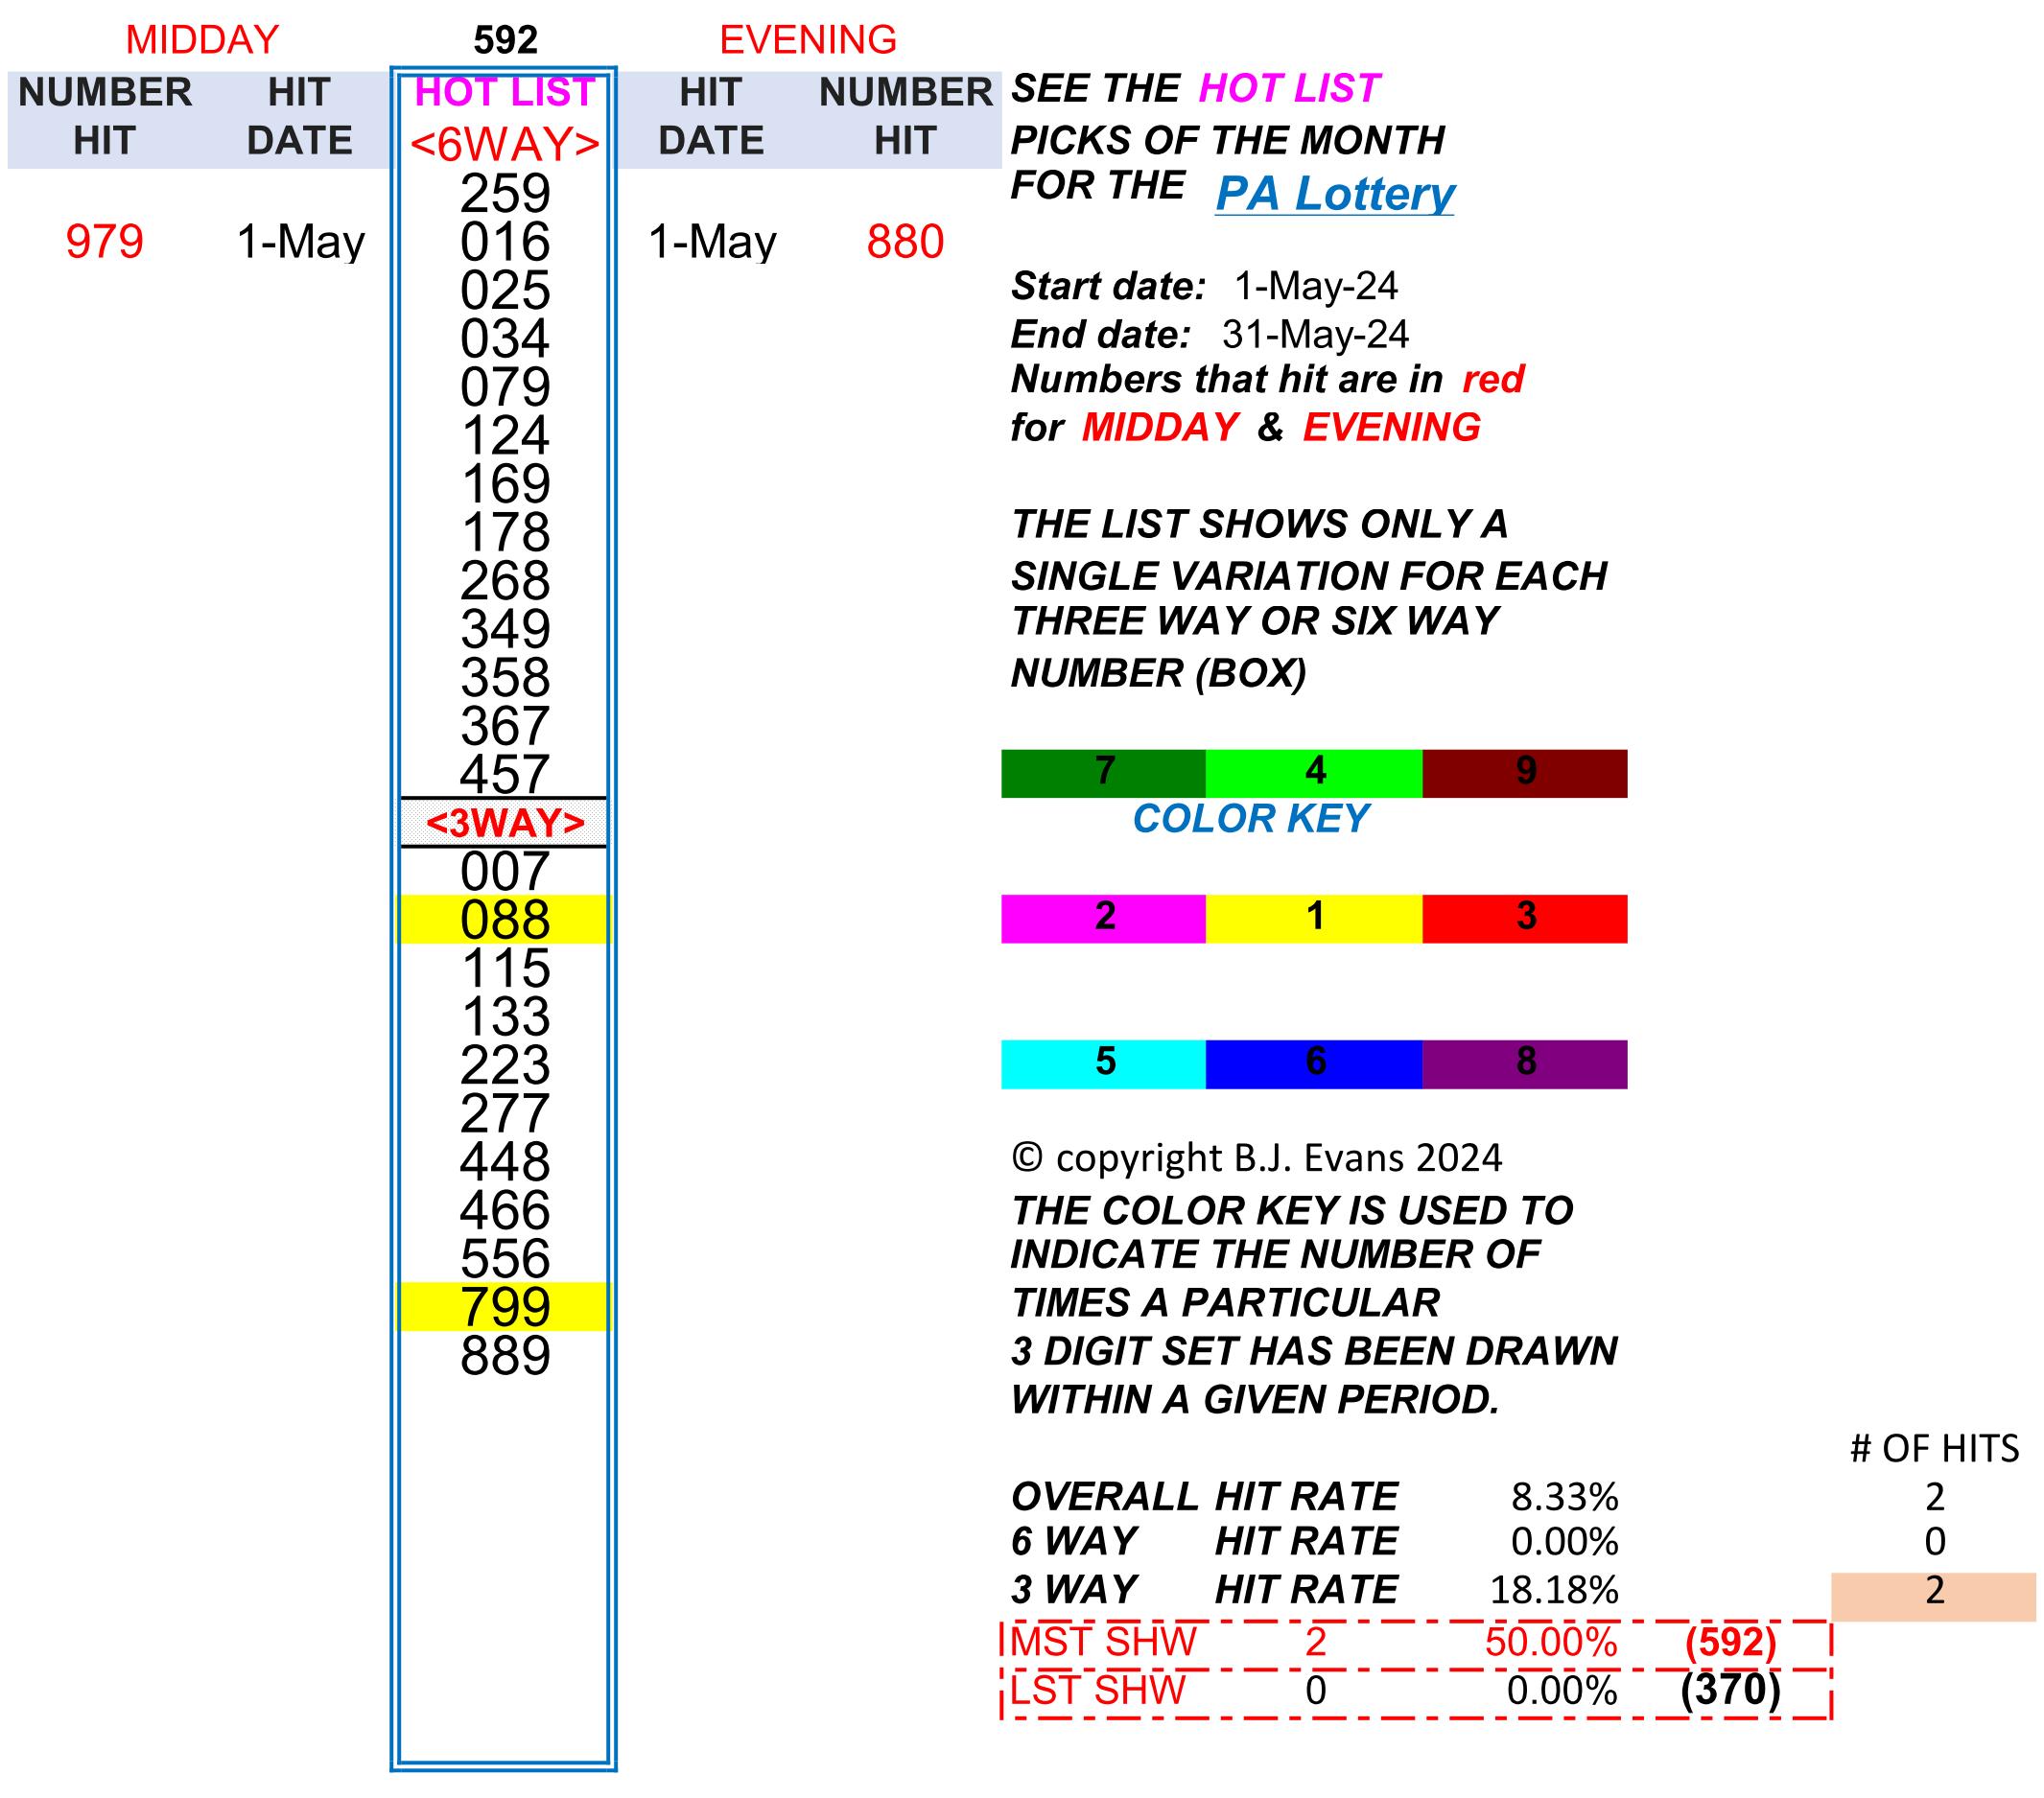 MIDDAY 592 EVENING
NUMBER HIT HOT LIST HIT NUMBER
HIT DATE <6WAY> DATE HIT
259
979 1-May 016 1-May 880
025
034
079
124
169
178
268
349
358
367
457
<3WAY>
007
088
115
133
223
277
448
466
556
799
889
SEE THE HOT LIST
PICKS OF THE MONTH
FOR THE PA Lottery
Start date: 1-May-24
End date: 31-May-24
Numbers that hit are in red
for MIDDAY & EVENING
THE LIST SHOWS ONLY A
SINGLE VARIATION FOR EACH
THREE WAY OR SIX WAY
NUMBER (BOX)
7 4 9
COLOR KEY
2 1 3
5 6 8
© copyright B.J. Evans 2024
THE COLOR KEY IS USED TO
INDICATE THE NUMBER OF
TIMES A PARTICULAR
3 DIGIT SET HAS BEEN DRAWN
WITHIN A GIVEN PERIOD.
# OF HITS
OVERALL HIT RATE 8.33% 2
6 WAY HIT RATE 0.00% 0
3 WAY HIT RATE 18.18% 2
MST SHW 2 50.00% (592)
LST SHW 0 0.00% (370)